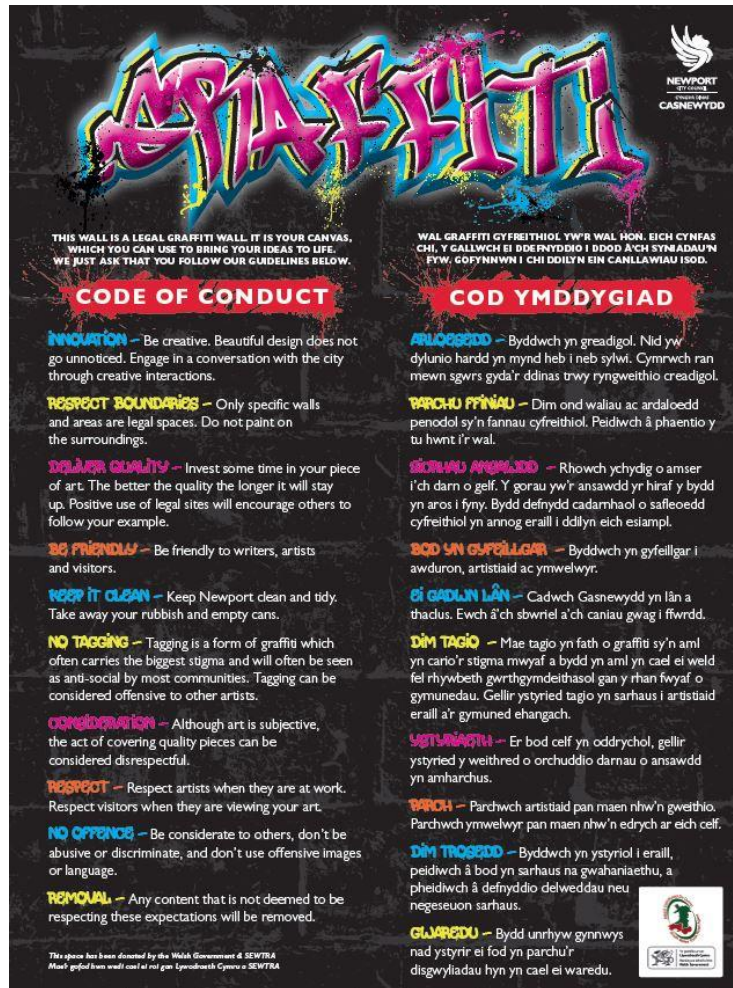 GRAFFITI
NEWPORT
CITY COUNCIL
CYNGOR DINAS
CASNEWYDD
THIS WALL IS A LEGAL GRAFFITI WALL. IT IS YOUR CANVAS,
WHICH YOU CAN USE TO BRING YOUR IDEAS TO LIFE.
WE JUST ASK THAT YOU FOLLOW OUR GUIDELINES BELOW.
CODE OF CONDUCT
INNOVATION – Be creative. Beautiful design does not
go unnoticed. Engage in a conversation with the city
through creative interactions.
RESPECT BOUNDARIES – Only specific walls
and areas are legal spaces. Do not paint on
the surroundings.
DELIVER QUALITY – Invest some time in your piece
of art. The better the quality the longer it will stay
up. Positive use of legal sites will encourage others to
follow your example.
BE FRIENDLY – Be friendly to writers, artists
and visitors.
KEEP IT CLEAN – Keep Newport clean and tidy.
Take away your rubbish and empty cans.
NO TAGGING – Tagging is a form of graffiti which
often carries the biggest stigma and will often be seen
as anti-social by most communities. Tagging can be
considered offensive to other artists.
CONSIDERATION – Although art is subjective,
the act of covering quality pieces can be
considered disrespectful.
RESPECT – Respect artists when they are at work.
Respect visitors when they are viewing your art.
NO OFFENCE – Be considerate to others, don't be
abusive or discriminate, and don't use offensive images
or language.
REMOVAL – Any content that is not deemed to be
respecting these expectations will be removed.
This space has been donated by the Welsh Government & SEWTRA
Mae'r gofod hwn wedi cael ei roi gan Lywodraeth Cymru a SEWTRA
WAL GRAFFITI GYFREITHIOL YW'R WAL HON. EICH CYNFAS
CHI, Y GALLWCH EI DDEFNYDDIO I DDOD Â'CH SYNIADAU'N
FYW. GOFYNNWN I CHI DDILYN EIN CANLLAWIAU ISOD.
COD YMDDYGIAD
ARLOESEDD – Byddwch yn greadigol. Nid yw
dylunio hardd yn mynd heb i neb sylwi. Cymrwch ran
mewn sgwrs gyda'r ddinas trwy ryngweithio creadigol.
PARCHU FFINIAU – Dim ond waliau ac ardaloedd
penodol sy'n fannau cyfreithiol. Peidiwch â phaentio y
tu hwnt i'r wal.
SICRHAU ANSAWDD – Rhowch ychydig o amser
i'ch darn o gelf. Y gorau yw'r ansawdd yr hiraf y bydd
yn aros i fyny. Bydd defnydd cadarnhaol o safleoedd
cyfreithiol yn annog eraill i ddilyn eich esiampl.
BOD YN GYFEILLGAR – Byddwch yn gyfeillgar i
awduron, artistiaid ac ymwelwyr.
EI GADW'N LÂN – Cadwch Gasnewydd yn lân a
thaclus. Ewch â'ch sbwriel a'ch caniau gwag i ffwrdd.
DIM TAGIO – Mae tagio yn fath o graffiti sy'n aml
yn cario'r stigma mwyaf a bydd yn aml yn cael ei weld
fel rhywbeth gwrthgymdeithasol gan y rhan fwyaf o
gymunedau. Gellir ystyried tagio yn sarhaus i artistiaid
eraill a'r gymuned ehangach.
YSTYRIAETH – Er bod celf yn oddrychol, gellir
ystyried y weithred o orchuddio darnau o ansawdd
yn amharchus.
PARCH – Parchwch artistiaid pan maen nhw'n gweithio.
Parchwch ymwelwyr pan maen nhw'n edrych ar eich celf.
DIM TROSEDD – Byddwch yn ystyriol i eraill,
peidiwch â bod yn sarhaus na gwahaniaethu, a
pheidiwch â defnyddio delweddau neu
negeseuon sarhaus.
GWAREDU – Bydd unrhyw gynnwys
nad ystyrir ei fod yn parchu'r
disgwyliadau hyn yn cael ei waredu.
Llywodraeth Cymru
Welsh Government